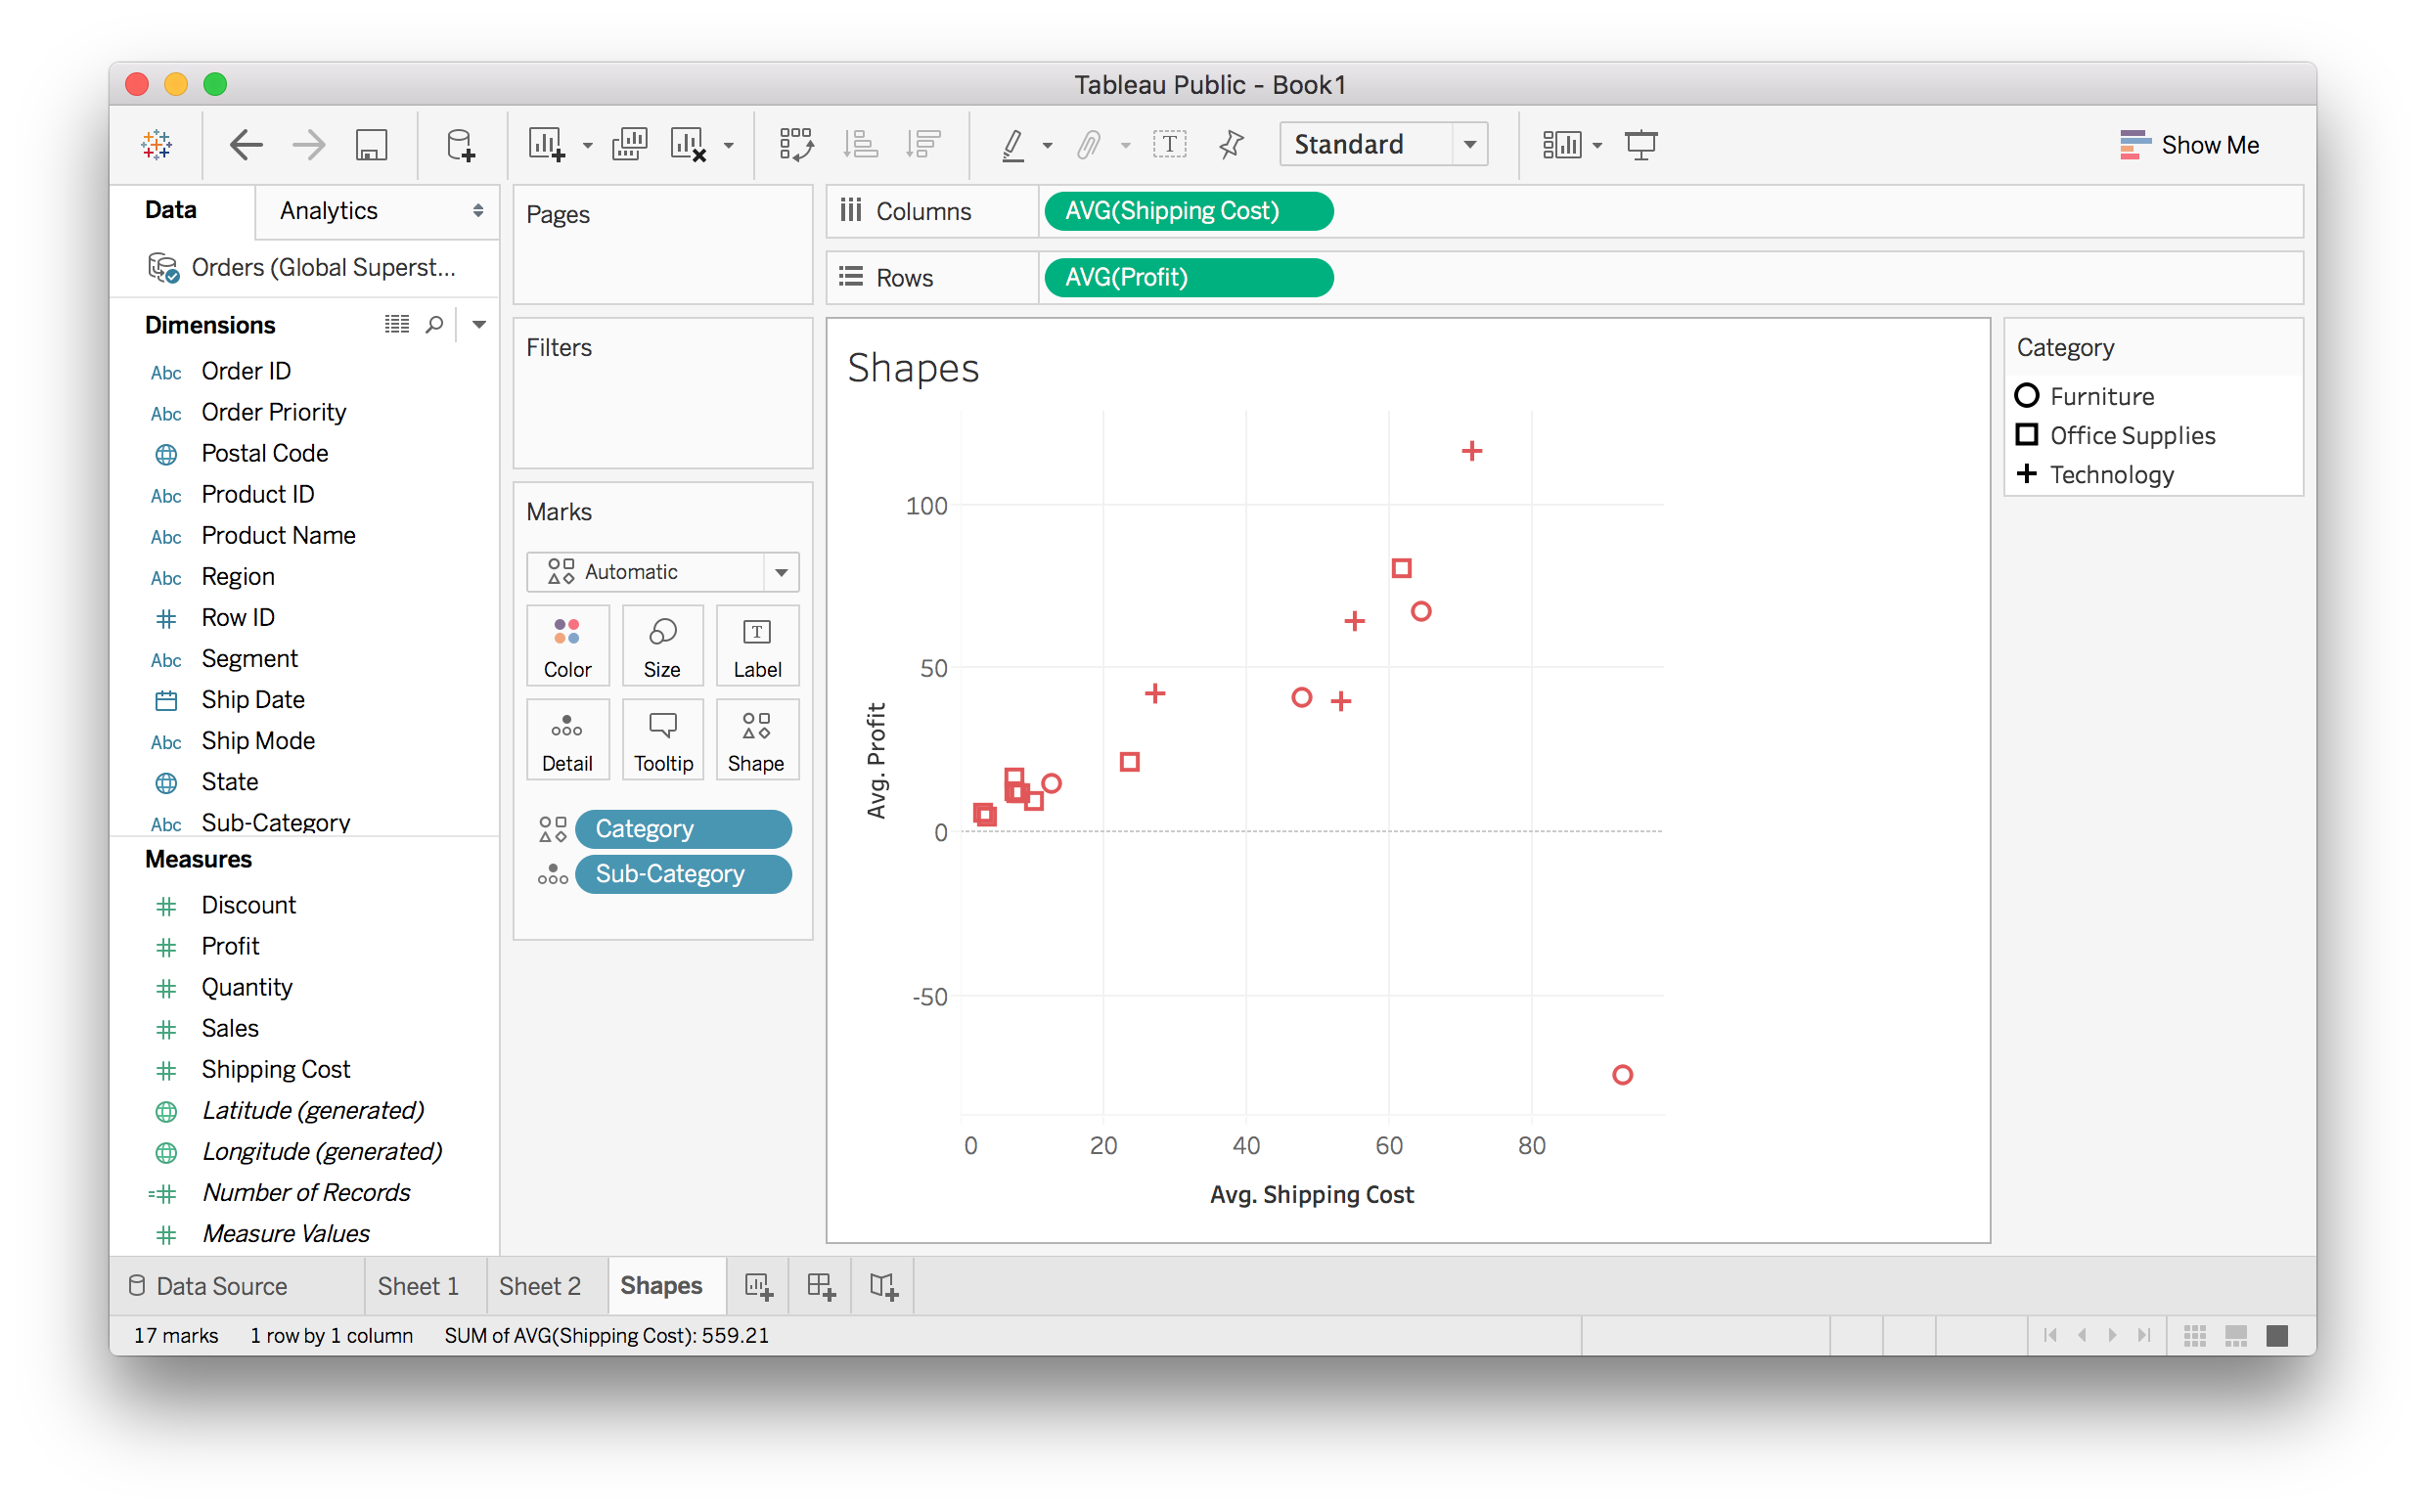 Tableau Public - Book1
Standard
Show Me
Data
Analytics
Orders (Global Superst...
Dimensions
Abc Order ID
Abc Order Priority
Postal Code
Abc Product ID
Abc Product Name
Abc Region
Row ID
Abc Segment
Ship Date
Abc Ship Mode
State
Abc Sub-Category
Measures
Discount
Profit
Quantity
Sales
Shipping Cost
Latitude (generated)
Longitude (generated)
=# Number of Records
Measure Values
Pages
Filters
Marks
Automatic
Color Size Label
Detail Tooltip Shape
Category
Sub-Category
Columns AVG(Shipping Cost)
Rows AVG(Profit)
Shapes
100
50
0
-50
Avg. Profit
0 20 40 60 80
Avg. Shipping Cost
Category
Furniture
Office Supplies
Technology
Data Source Sheet 1 Sheet 2 Shapes
17 marks 1 row by 1 column SUM of AVG(Shipping Cost): 559.21